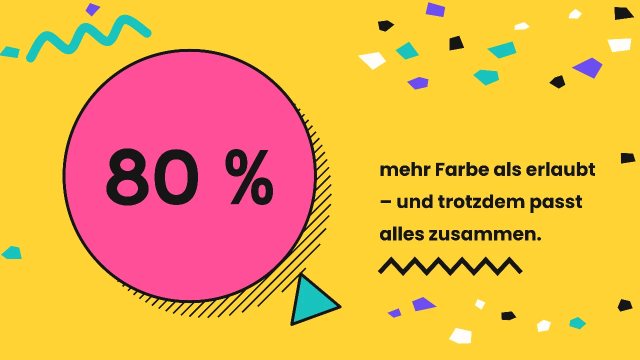 80 %
mehr Farbe als erlaubt
– und trotzdem passt
alles zusammen.